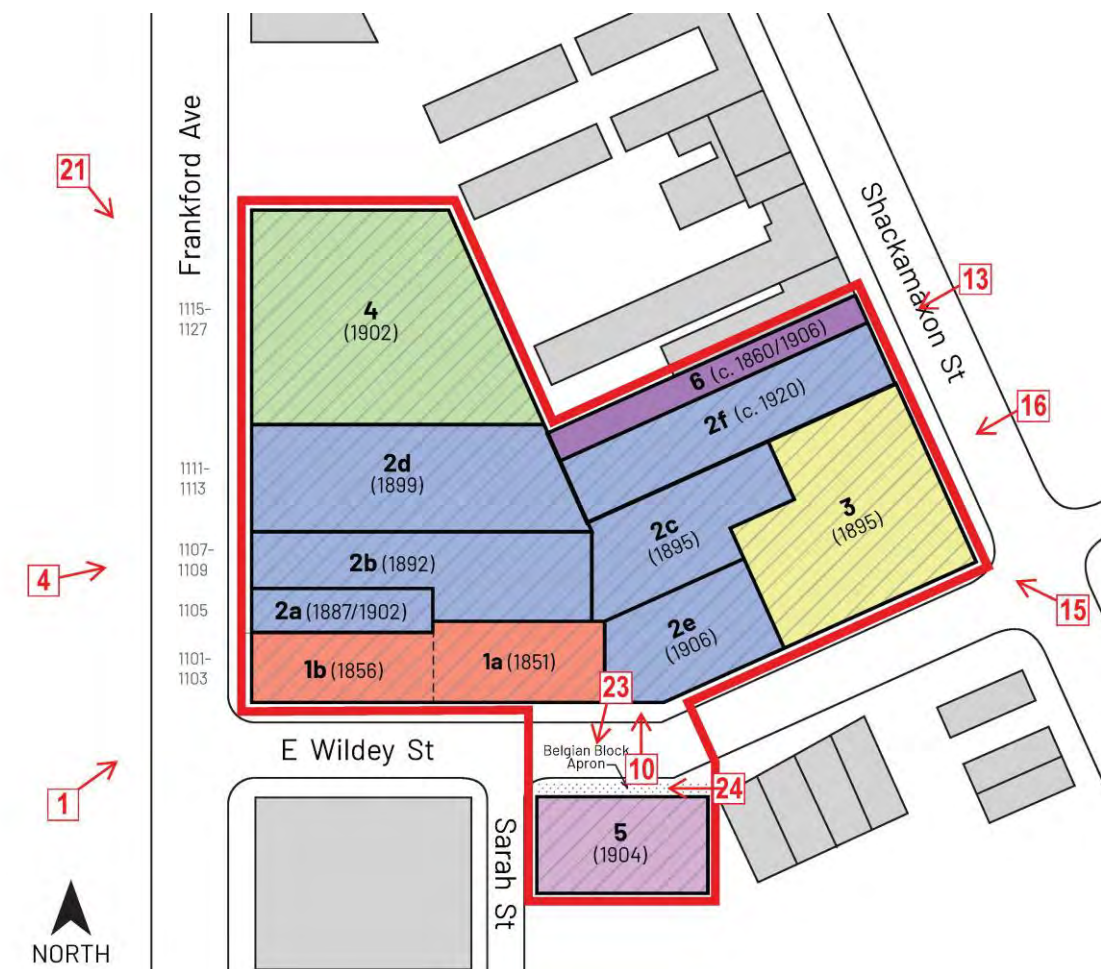 Frankford Ave
Shackamaxon St
21
13
16
4
15
1
23
10
24
1115–
1127
1111–
1113
1107–
1109
1105
1101–
1103
4
(1902)
6 (c. 1860/1906)
2f (c. 1920)
2d
(1899)
2c
(1895)
3
(1895)
2b (1892)
2a (1887/1902)
2e
(1906)
1b (1856)
1a (1851)
E Wildey St
Belgian Block
Apron
5
(1904)
Sarah St
NORTH